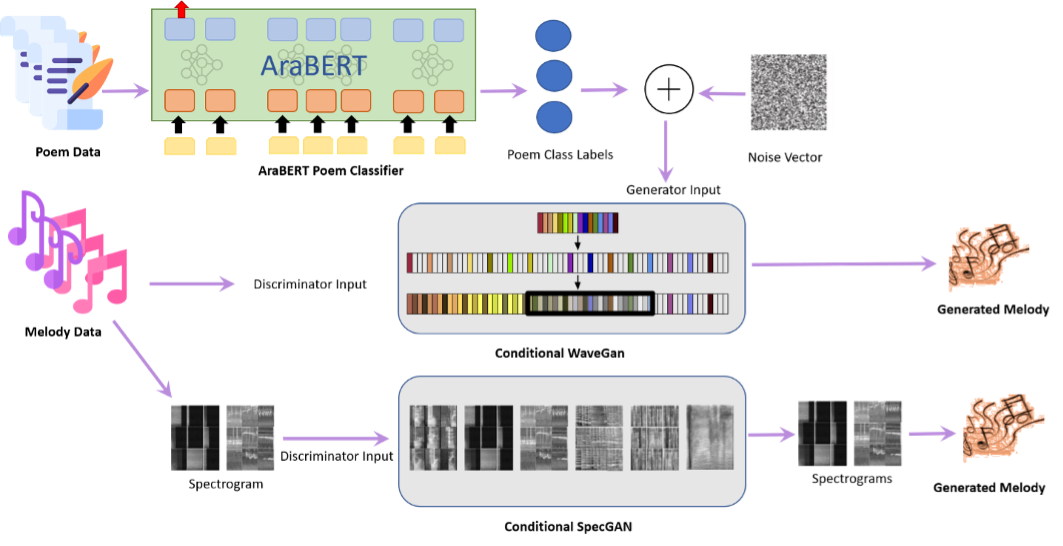 AraBERT
Poem Data
AraBERT Poem Classifier
Poem Class Labels
Noise Vector
Generator Input
Discriminator Input
Melody Data
Generated Melody
Conditional WaveGan
Discriminator Input
Spectrogram
Spectrograms
Generated Melody
Conditional SpecGAN